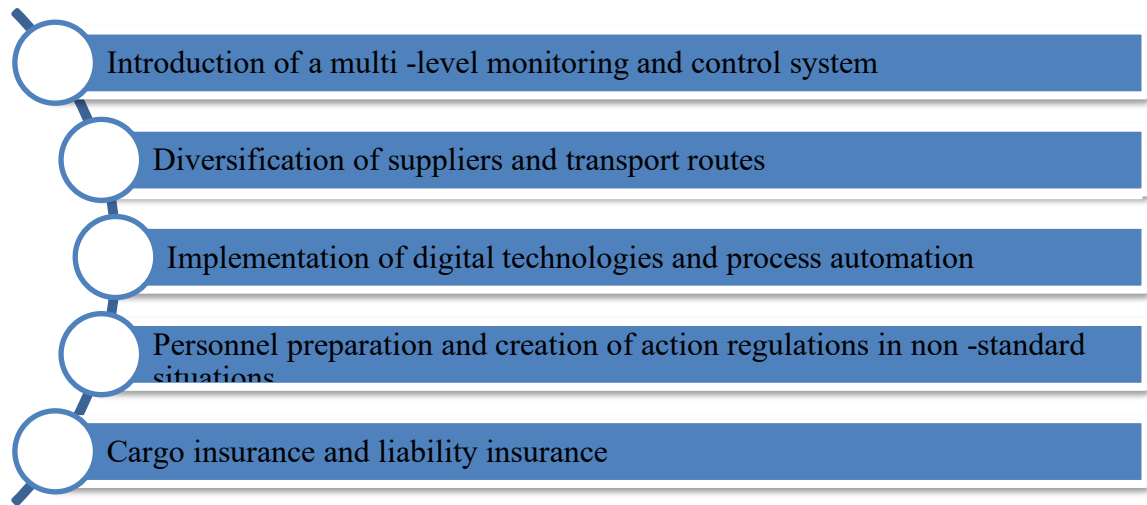 Introduction of a multi -level monitoring and control system
Diversification of suppliers and transport routes
Implementation of digital technologies and process automation
Personnel preparation and creation of action regulations in non -standard
situations
Cargo insurance and liability insurance